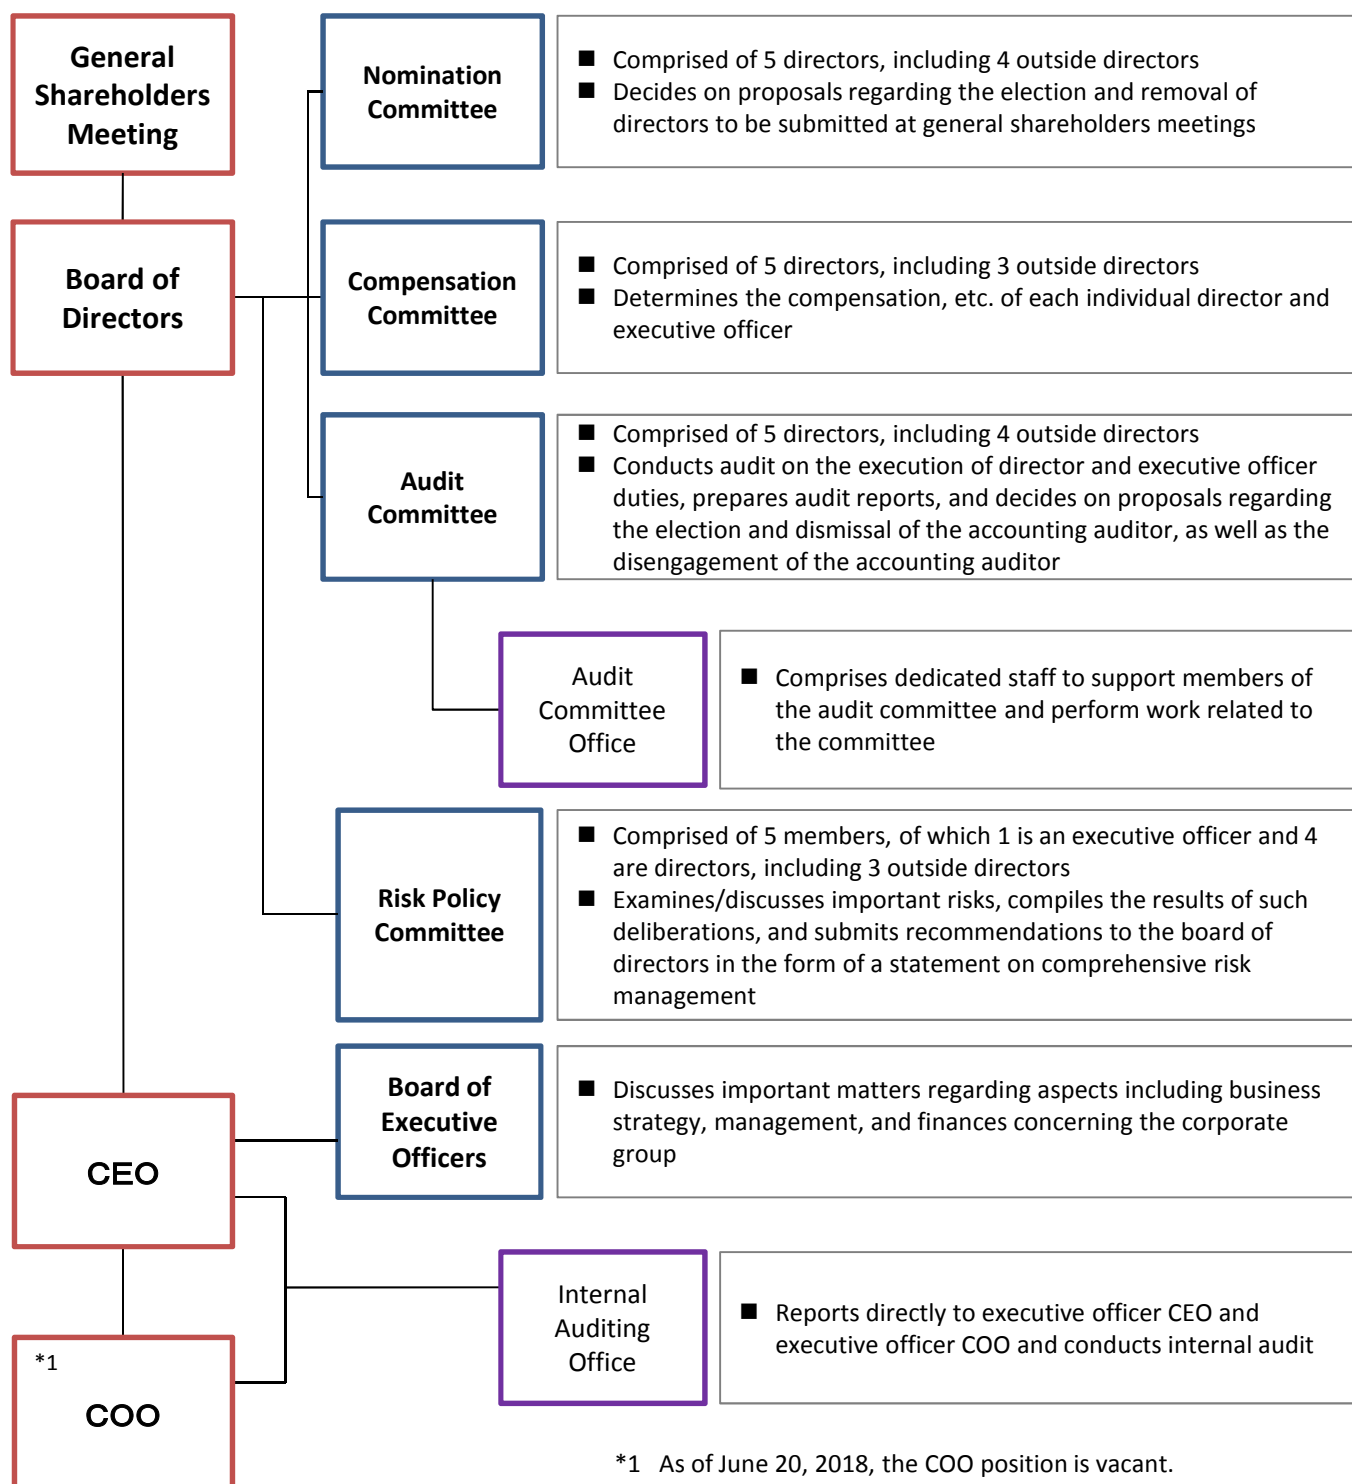 General
Shareholders
Meeting
Nomination
Committee
■ Comprised of 5 directors, including 4 outside directors
■ Decides on proposals regarding the election and removal of
directors to be submitted at general shareholders meetings
Board of
Directors
Compensation
Committee
■ Comprised of 5 directors, including 3 outside directors
■ Determines the compensation, etc. of each individual director and
executive officer
Audit
Committee
■ Comprised of 5 directors, including 4 outside directors
■ Conducts audit on the execution of director and executive officer
duties, prepares audit reports, and decides on proposals regarding
the election and dismissal of the accounting auditor, as well as the
disengagement of the accounting auditor
Audit
Committee
Office
■ Comprises dedicated staff to support members of
the audit committee and perform work related to
the committee
Risk Policy
Committee
■ Comprised of 5 members, of which 1 is an executive officer and 4
are directors, including 3 outside directors
■ Examines/discusses important risks, compiles the results of such
deliberations, and submits recommendations to the board of
directors in the form of a statement on comprehensive risk
management
CEO
Board of
Executive
Officers
■ Discusses important matters regarding aspects including business
strategy, management, and finances concerning the corporate
group
Internal
Auditing
Office
■ Reports directly to executive officer CEO and
executive officer COO and conducts internal audit
*1
COO
*1 As of June 20, 2018, the COO position is vacant.